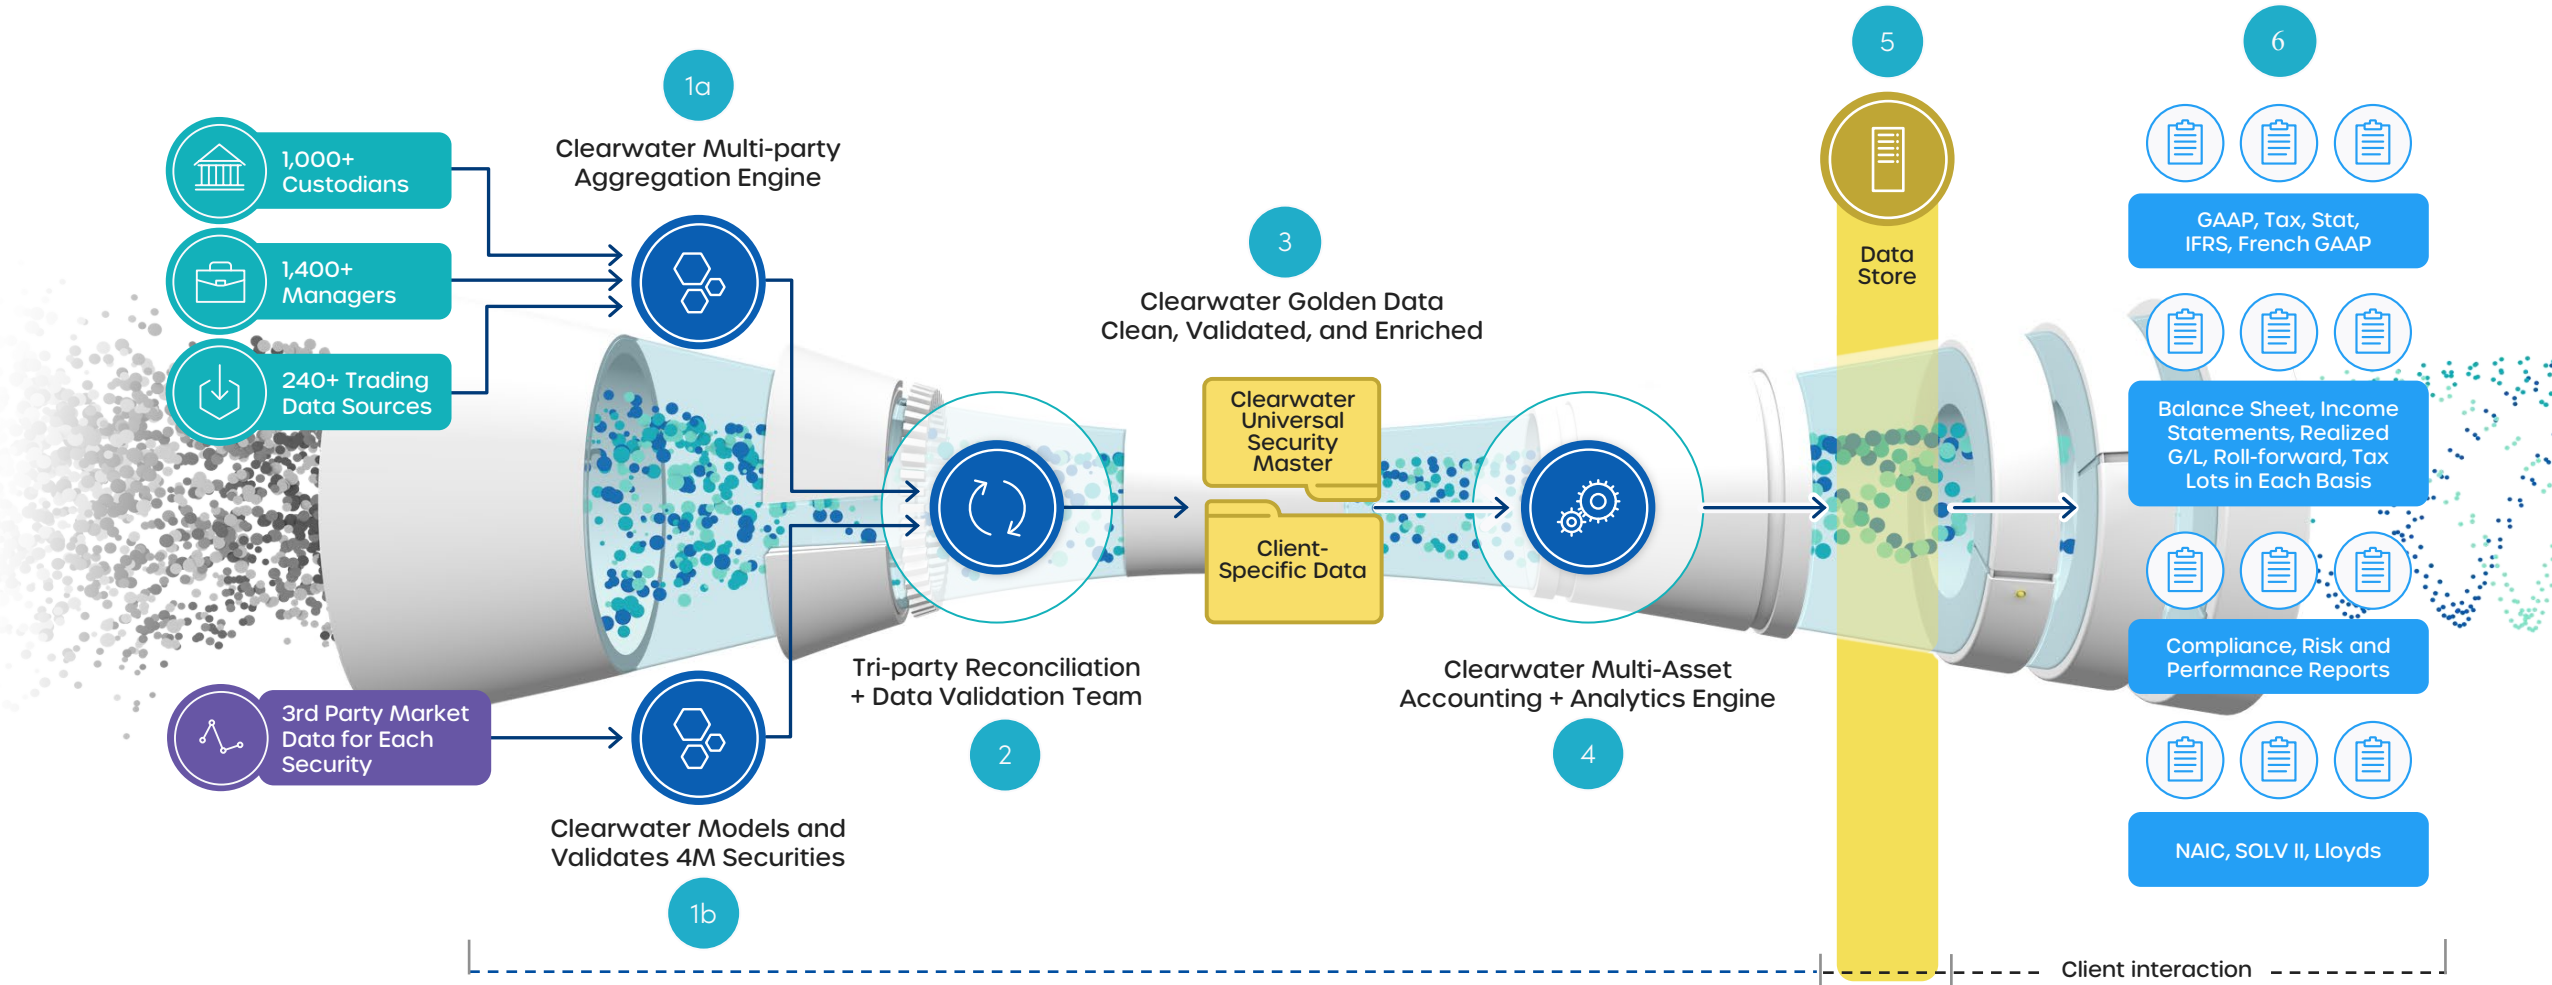 1a
Clearwater Multi-party
Aggregation Engine
1,000+
Custodians
1,400+
Managers
240+ Trading
Data Sources
3rd Party Market
Data for Each
Security
Clearwater Models and
Validates 4M Securities
1b
Tri-party Reconciliation
+ Data Validation Team
2
3
Clearwater Golden Data
Clean, Validated, and Enriched
Clearwater
Universal
Security
Master
Client-
Specific Data
Clearwater Multi-Asset
Accounting + Analytics Engine
4
5
Data
Store
6
GAAP, Tax, Stat,
IFRS, French GAAP
Balance Sheet, Income
Statements, Realized
G/L, Roll-forward, Tax
Lots in Each Basis
Compliance, Risk and
Performance Reports
NAIC, SOLV II, Lloyds
Client interaction